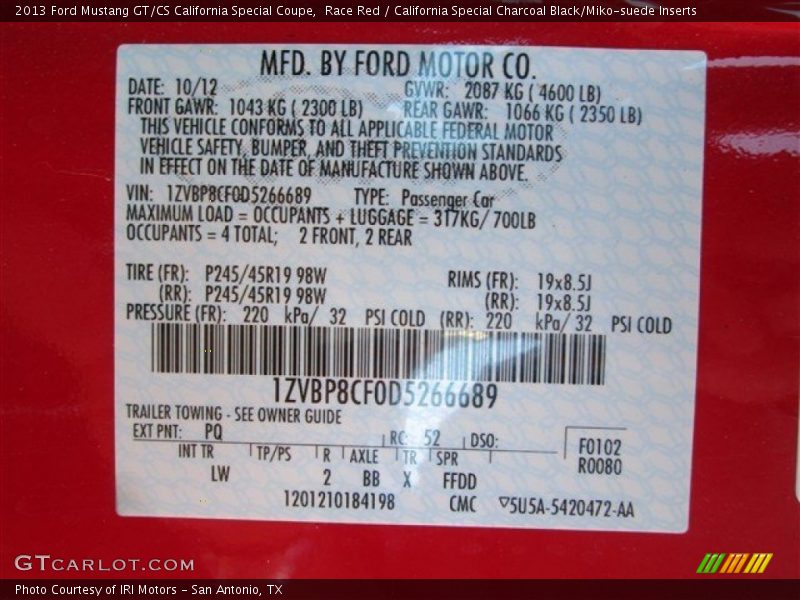 2013 Ford Mustang GT/CS California Special Coupe,  Race Red / California Special Charcoal Black/Miko-suede Inserts
MFD. BY FORD MOTOR CO.
DATE: 10/12 GVWR: 2087 KG ( 4600 LB)
FRONT GAWR: 1043 KG ( 2300 LB) REAR GAWR: 1066 KG ( 2350 LB)
THIS VEHICLE CONFORMS TO ALL APPLICABLE FEDERAL MOTOR
VEHICLE SAFETY, BUMPER, AND THEFT PREVENTION STANDARDS
IN EFFECT ON THE DATE OF MANUFACTURE SHOWN ABOVE.
VIN: 1ZVBP8CF0D5266689 TYPE: Passenger Car
MAXIMUM LOAD = OCCUPANTS + LUGGAGE = 317KG/ 700LB
OCCUPANTS = 4 TOTAL; 2 FRONT, 2 REAR
TIRE (FR): P245/45R19 98W RIMS (FR): 19x8.5J
(RR): P245/45R19 98W (RR): 19x8.5J
PRESSURE (FR): 220 kPa/ 32 PSI COLD (RR): 220 kPa/ 32 PSI COLD
1ZVBP8CF0D5266689
TRAILER TOWING - SEE OWNER GUIDE
EXT PNT: PQ RC: 52 DSO: F0102
INT TR TP/PS R AXLE TR SPR R0080
LW 2 BB X FFDD
1201210184198 CMC ▽5U5A-5420472-AA
GTCARLOT.COM
Photo Courtesy of IRI Motors – San Antonio, TX